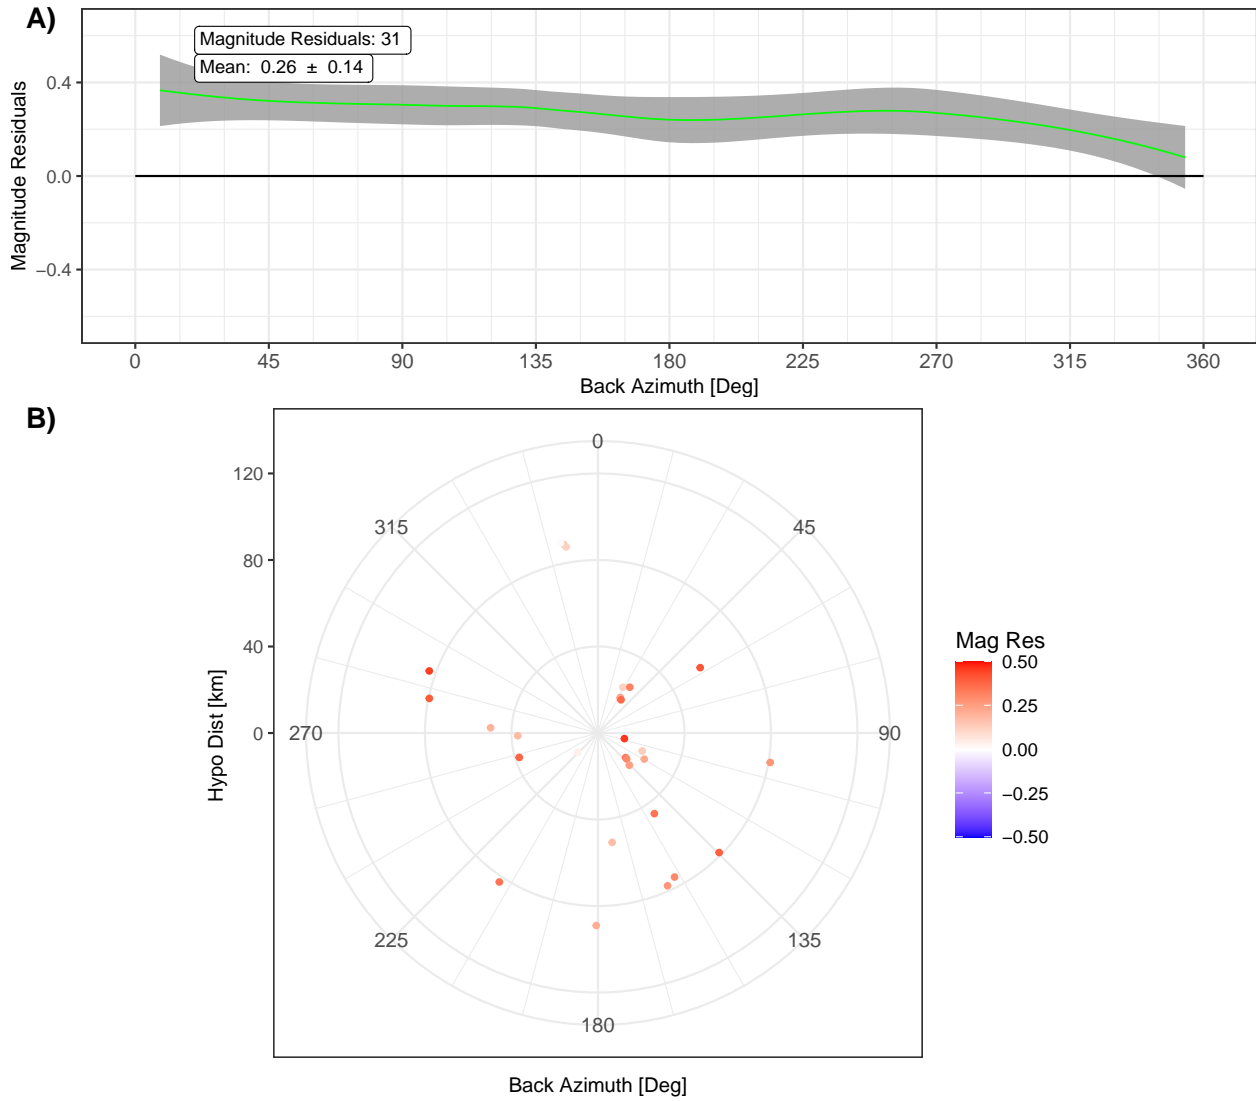 A)
Magnitude Residuals: 31
Mean:  0.26  ±  0.14
Magnitude Residuals
0.4
0.0
−0.4
0 45 90 135 180 225 270 315 360
Back Azimuth [Deg]
B)
Hypo Dist [km]
120
80
40
0
0
45
90
135
180
225
270
315
Back Azimuth [Deg]
Mag Res
0.50
0.25
0.00
−0.25
−0.50